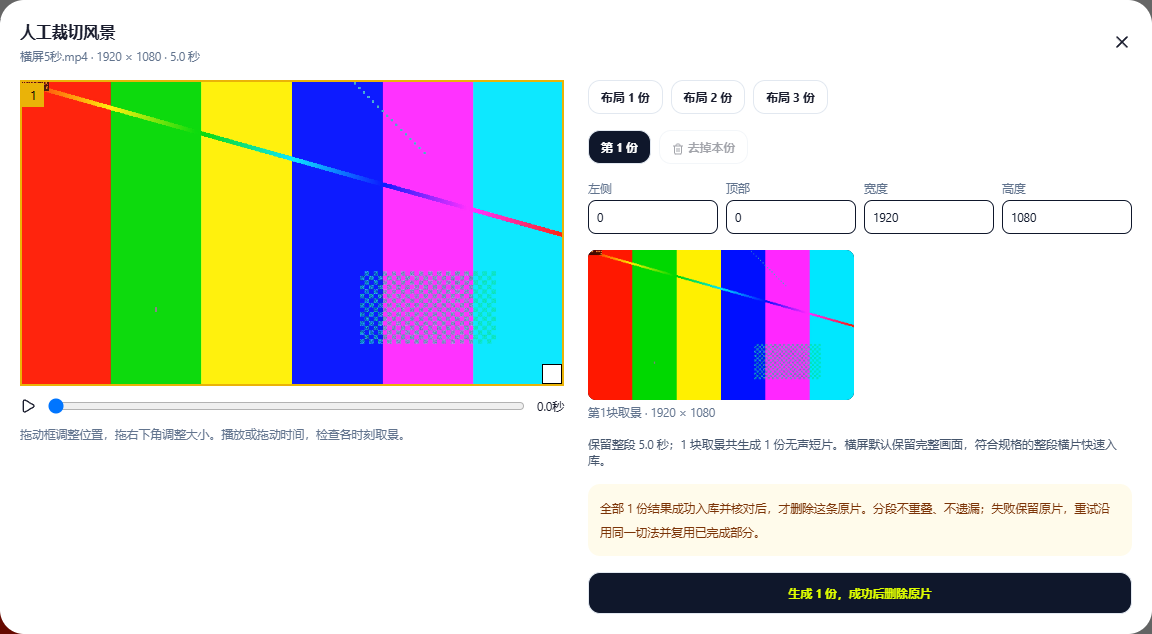 人工裁切风景
横屏5秒.mp4 · 1920 × 1080 · 5.0 秒
1
0.0秒
拖动框调整位置，拖右下角调整大小。播放或拖动时间，检查各时刻取景。
布局 1 份
布局 2 份
布局 3 份
第 1 份
去掉本份
左侧
顶部
宽度
高度
0
0
1920
1080
第1块取景 · 1920 × 1080
保留整段 5.0 秒；1 块取景共生成 1 份无声短片。横屏默认保留完整画面，符合规格的整段横片快速入
库。
全部 1 份结果成功入库并核对后，才删除这条原片。分段不重叠、不遗漏；失败保留原片，重试沿
用同一切法并复用已完成部分。
生成 1 份，成功后删除原片